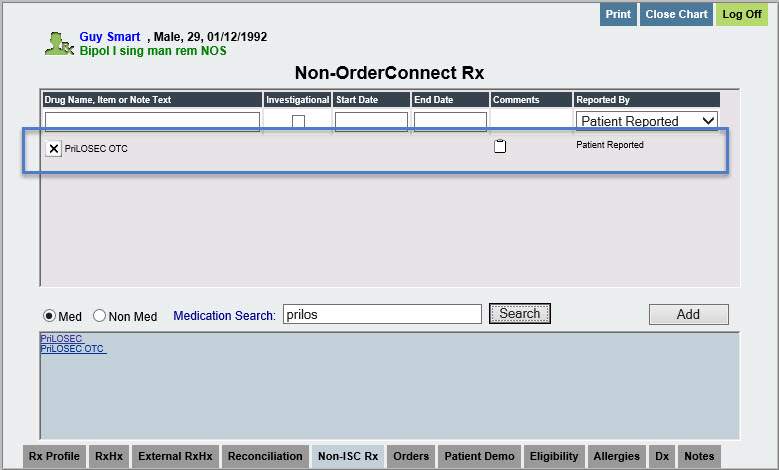 Print Close Chart Log Off
Guy Smart , Male, 29, 01/12/1992
Bipol I sing man rem NOS
Non-OrderConnect Rx
Drug Name, Item or Note Text Investigational Start Date End Date Comments Reported By
Patient Reported
PriLOSEC OTC Patient Reported
Med Non Med Medication Search: prilos Search Add
PriLOSEC
PriLOSEC OTC
Rx Profile RxHx External RxHx Reconciliation Non-ISC Rx Orders Patient Demo Eligibility Allergies Dx Notes